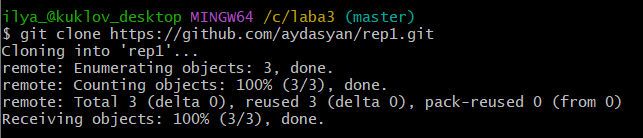 ilya_@kuklov_desktop MINGW64 /c/laba3 (master)
$ git clone https://github.com/aydasyan/rep1.git
Cloning into 'rep1'...
remote: Enumerating objects: 3, done.
remote: Counting objects: 100% (3/3), done.
remote: Total 3 (delta 0), reused 3 (delta 0), pack-reused 0 (from 0)
Receiving objects: 100% (3/3), done.